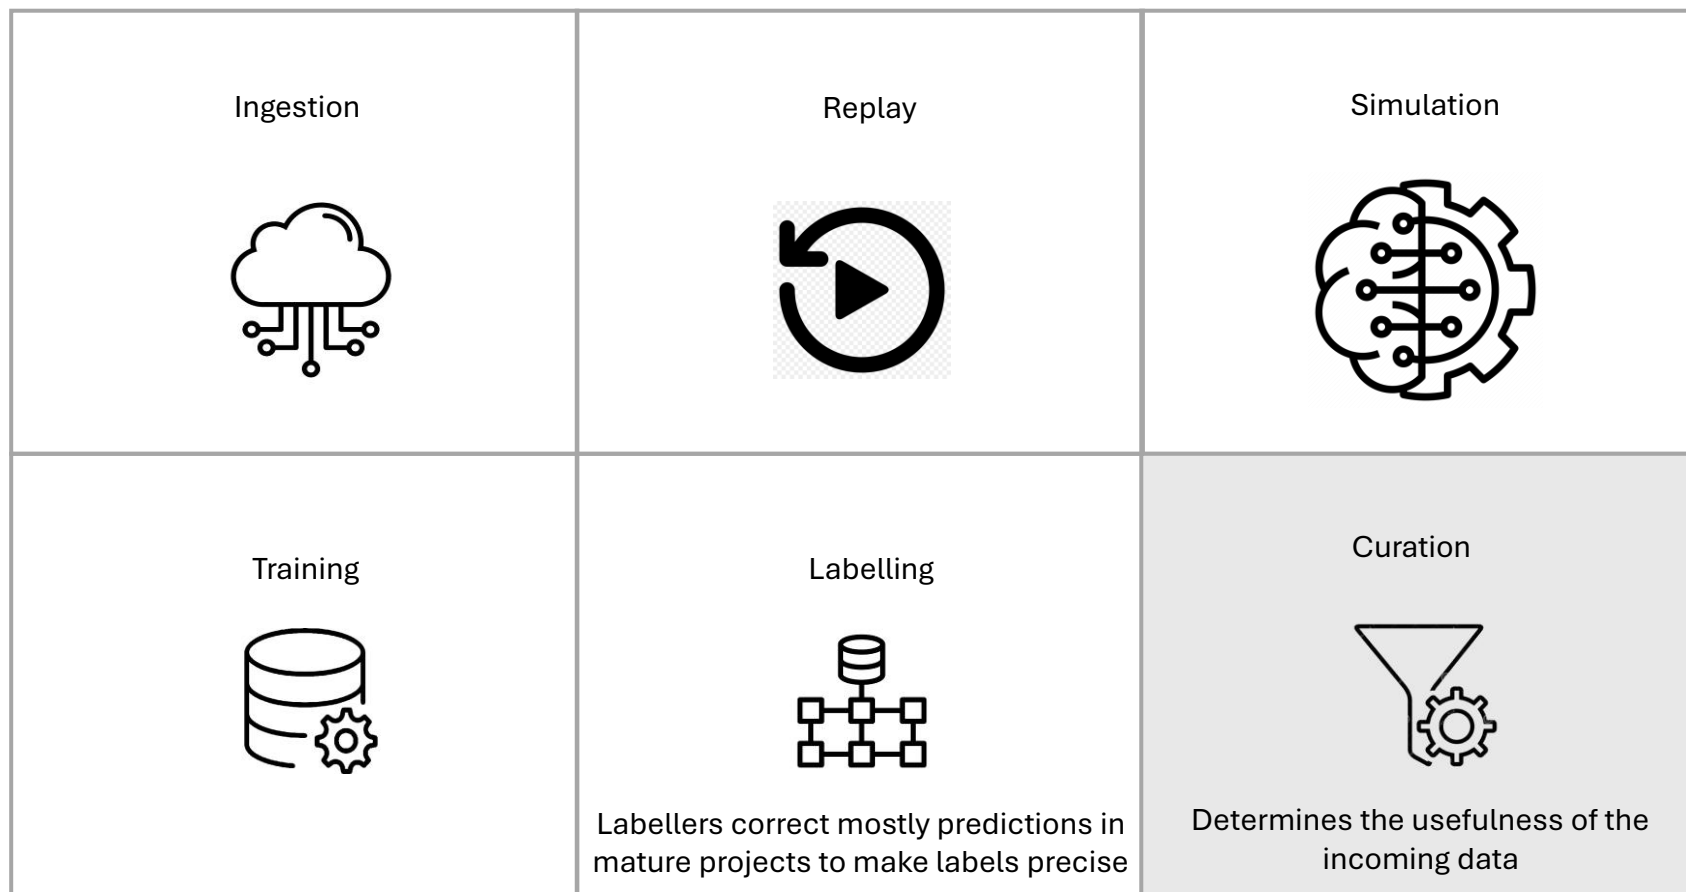 Ingestion
Replay
Simulation
Training
Labelling
Labellers correct mostly predictions in
mature projects to make labels precise
Curation
Determines the usefulness of the
incoming data